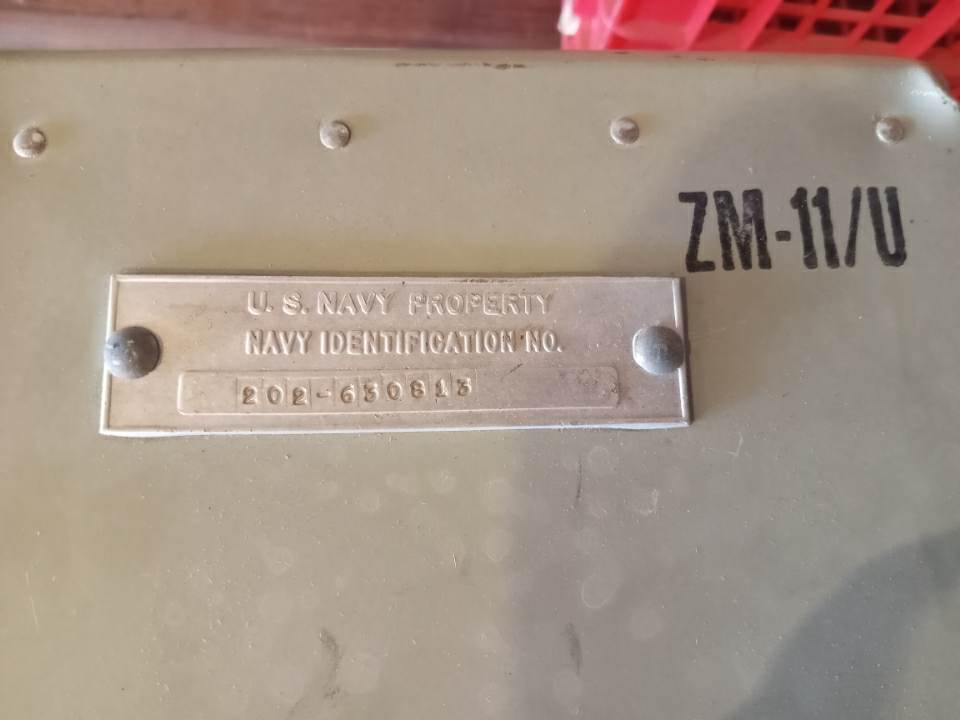 ZM-11/U
U. S. NAVY PROPERTY
NAVY IDENTIFICATION NO.
202-630813